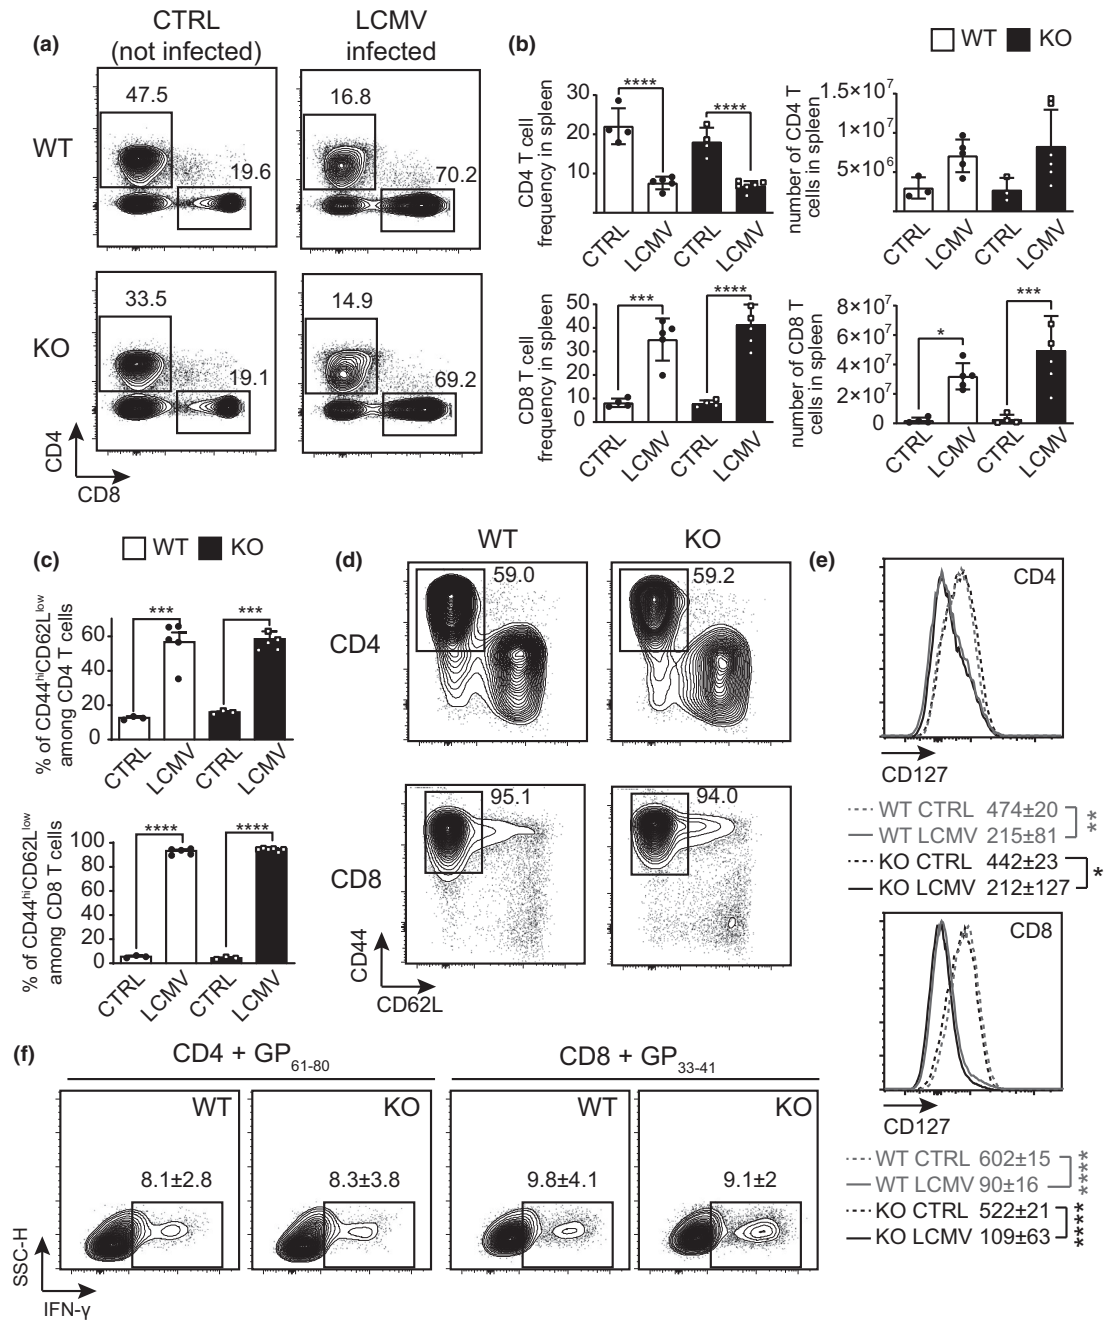 (a)
CTRL
(not infected)
LCMV
infected
WT
47.5
19.6
16.8
70.2
KO
33.5
19.1
14.9
69.2
CD4
CD8
(b)
WT KO
CD4 T cell
frequency in spleen
30
20
10
**** ****
CTRL LCMV CTRL LCMV
number of CD4 T
cells in spleen
1.5×10⁷
1×10⁷
5×10⁶
CTRL LCMV CTRL LCMV
CD8 T cell
frequency in spleen
50
40
30
20
10
0
*** ****
CTRL LCMV CTRL LCMV
number of CD8 T
cells in spleen
8×10⁷
6×10⁷
4×10⁷
2×10⁷
0
* ***
CTRL LCMV CTRL LCMV
(c)
WT KO
% of CD44ʰⁱCD62Lˡᵒʷ
among CD4 T cells
60
40
20
0
*** ***
CTRL LCMV CTRL LCMV
% of CD44ʰⁱCD62Lˡᵒʷ
among CD8 T cells
100
80
60
40
20
0
**** ****
CTRL LCMV CTRL LCMV
(d)
WT KO
CD4
59.0
59.2
CD8
95.1
94.0
CD44
CD62L
(e)
CD4
CD127
WT CTRL 474±20
WT LCMV 215±81
**
KO CTRL 442±23
KO LCMV 212±127
*
CD8
CD127
WT CTRL 602±15
WT LCMV 90±16
****
KO CTRL 522±21
KO LCMV 109±63
****
(f)
CD4 + GP₆₁₋₈₀
CD8 + GP₃₃₋₄₁
WT
8.1±2.8
KO
8.3±3.8
WT
9.8±4.1
KO
9.1±2
SSC-H
IFN-γ